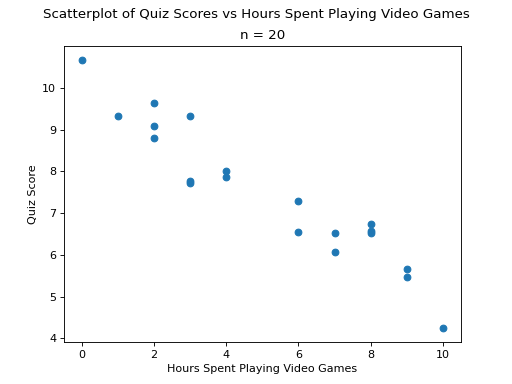 Scatterplot of Quiz Scores vs Hours Spent Playing Video Games
n = 20
10
9
8
7
6
5
4
Quiz Score
0 2 4 6 8 10
Hours Spent Playing Video Games